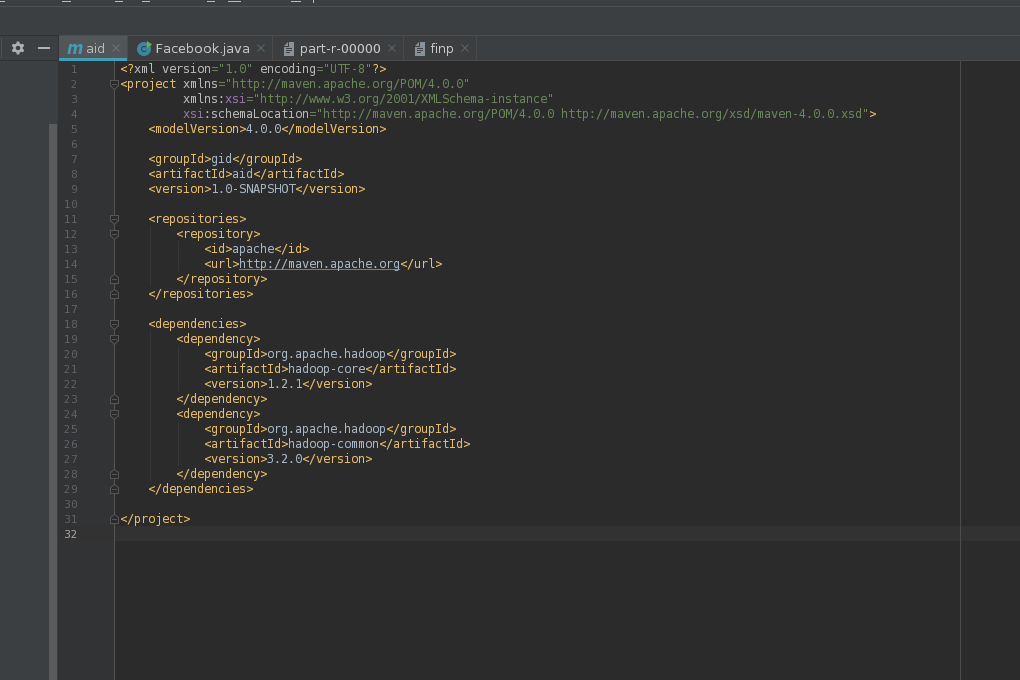 aid Facebook.java part-r-00000 finp
1 <?xml version="1.0" encoding="UTF-8"?>
2 <project xmlns="http://maven.apache.org/POM/4.0.0"
3 xmlns:xsi="http://www.w3.org/2001/XMLSchema-instance"
4 xsi:schemaLocation="http://maven.apache.org/POM/4.0.0 http://maven.apache.org/xsd/maven-4.0.0.xsd">
5 <modelVersion>4.0.0</modelVersion>
6
7 <groupId>gid</groupId>
8 <artifactId>aid</artifactId>
9 <version>1.0-SNAPSHOT</version>
10
11 <repositories>
12 <repository>
13 <id>apache</id>
14 <url>http://maven.apache.org</url>
15 </repository>
16 </repositories>
17
18 <dependencies>
19 <dependency>
20 <groupId>org.apache.hadoop</groupId>
21 <artifactId>hadoop-core</artifactId>
22 <version>1.2.1</version>
23 </dependency>
24 <dependency>
25 <groupId>org.apache.hadoop</groupId>
26 <artifactId>hadoop-common</artifactId>
27 <version>3.2.0</version>
28 </dependency>
29 </dependencies>
30
31 </project>
32